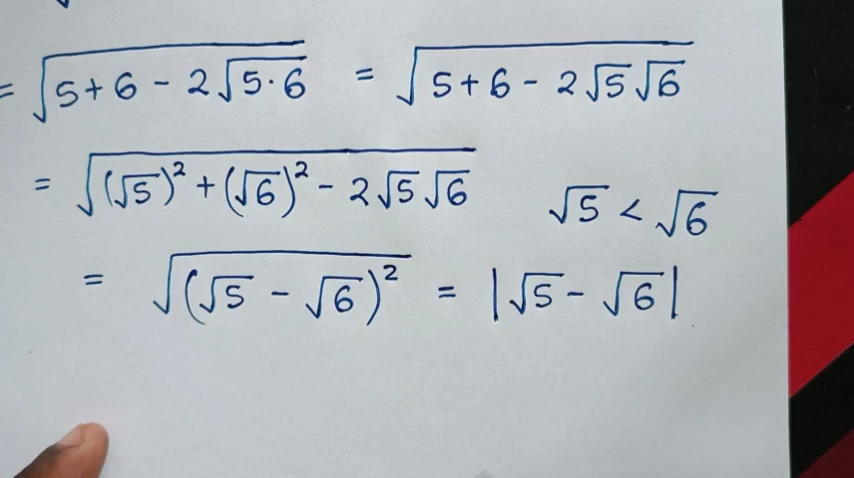 = √(5+6-2√(5·6)) = √(5+6-2√5√6)
= √((√5)²+(√6)²-2√5√6) √5 < √6
= √((√5-√6)²) = |√5-√6|